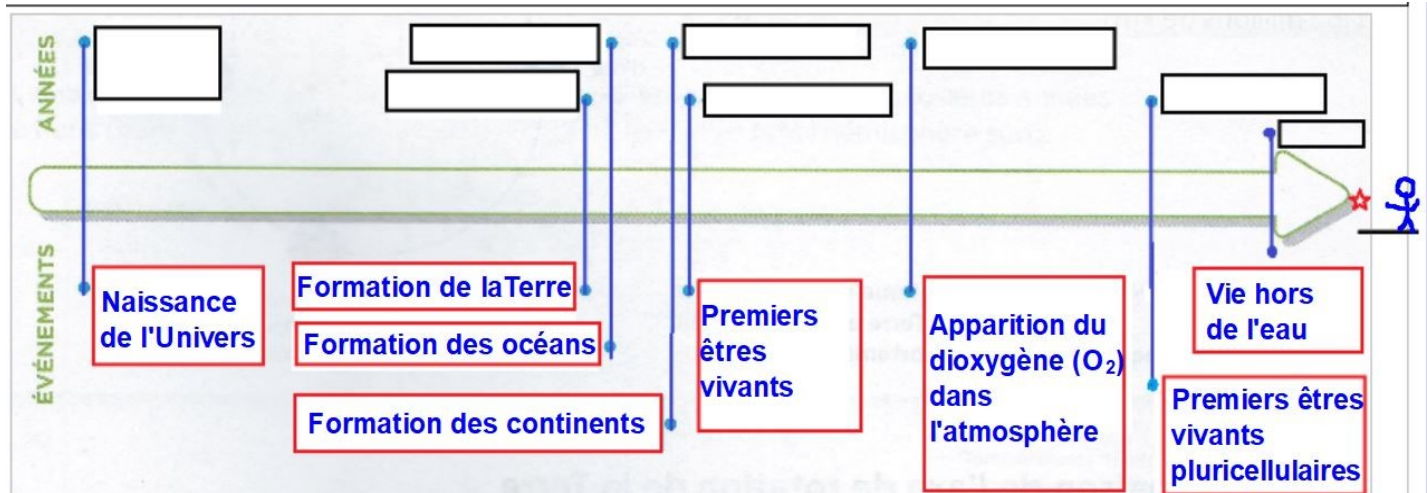 ANNÉES
ÉVÉNEMENTS
Naissance
de l'Univers
Formation de laTerre
Formation des océans
Formation des continents
Premiers
êtres
vivants
Apparition du
dioxygène (O₂)
dans
l'atmosphère
Vie hors
de l'eau
Premiers êtres
vivants
pluricellulaires